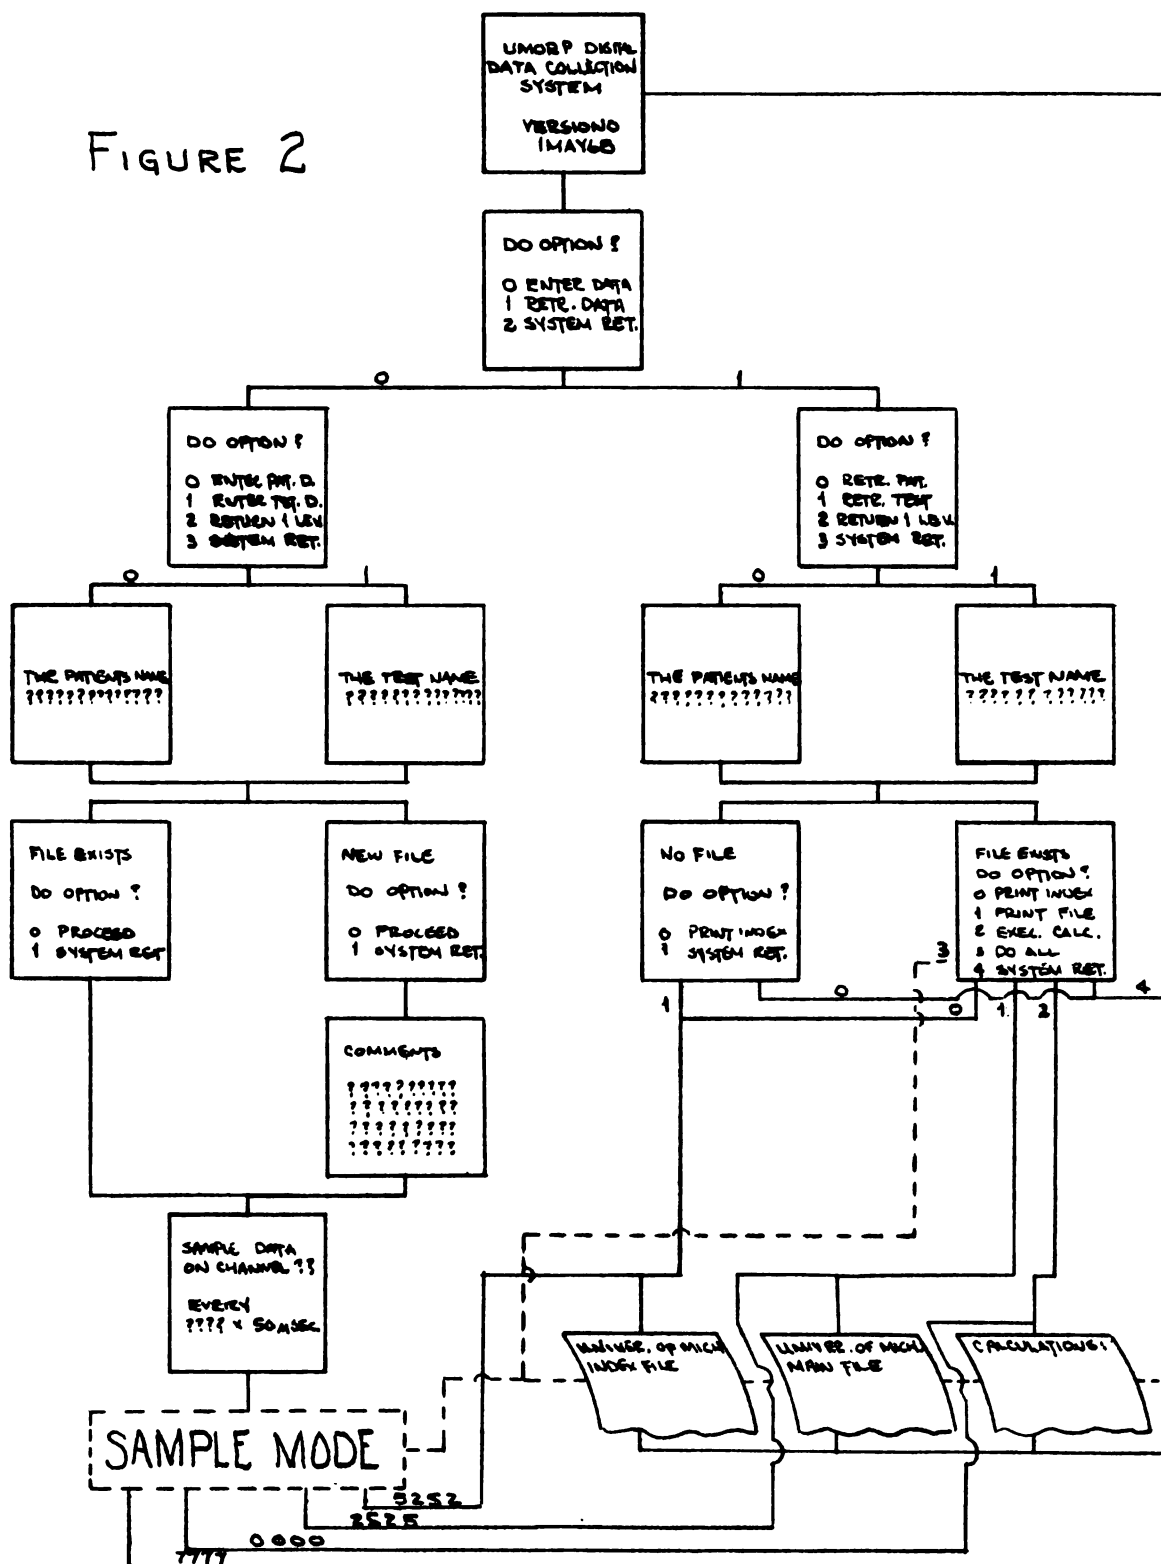 FIGURE 2
UMORP DIGITAL
DATA COLLECTION
SYSTEM
VERSION0
1MAY68
DO OPTION?
0 ENTER DATA
1 RETR. DATA
2 SYSTEM RET.
0
1
DO OPTION?
0 ENTER PAT. D.
1 ENTER TST. D.
2 RETURN 1 LEV.
3 SYSTEM RET.
DO OPTION?
0 RETR. PAT.
1 RETR. TEST
2 RETURN 1 LEV.
3 SYSTEM RET.
0
1
0
1
THE PATIENTS NAME
??????????????
THE TEST NAME
??????????????
THE PATIENTS NAME
?????????????
THE TEST NAME
?????????????
FILE EXISTS
DO OPTION?
0 PROCEED
1 SYSTEM RET
NEW FILE
DO OPTION?
0 PROCEED
1 SYSTEM RET.
NO FILE
DO OPTION?
0 PRINT INDEX
1 SYSTEM RET.
FILE EXISTS
DO OPTION?
0 PRINT INDEX
1 PRINT FILE
2 EXEC. CALC.
3 DO ALL
4 SYSTEM RET.
3
0
4
1
0
1.
2
COMMENTS
?????????
?????????
?????????
?????????
SAMPLE DATA
ON CHANNEL ??
EVERY
???? x 50 MSEC
UNIVER. OF MICH.
INDEX FILE
UNIVER. OF MICH.
MAIN FILE
CALCULATIONS:
SAMPLE MODE
5252
2525
0000
7777